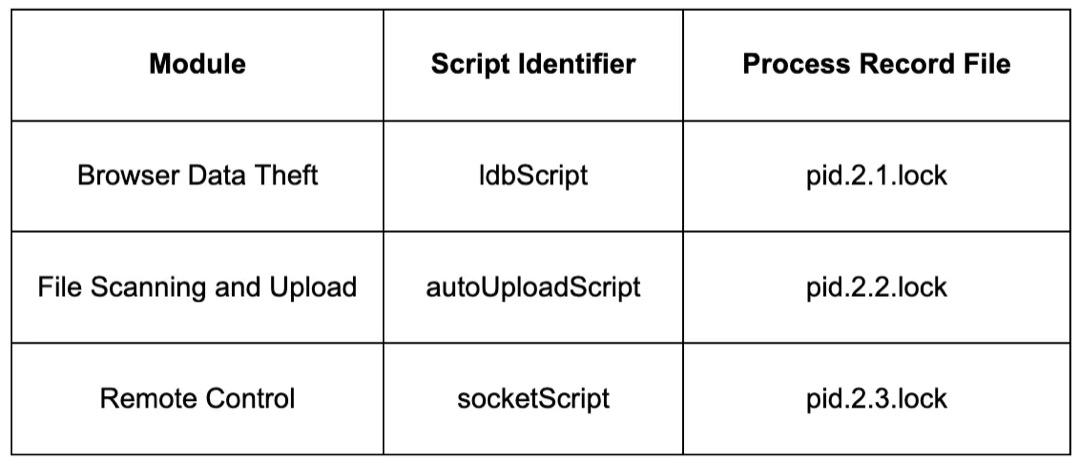 Module Script Identifier Process Record File
Browser Data Theft ldbScript pid.2.1.lock
File Scanning and Upload autoUploadScript pid.2.2.lock
Remote Control socketScript pid.2.3.lock